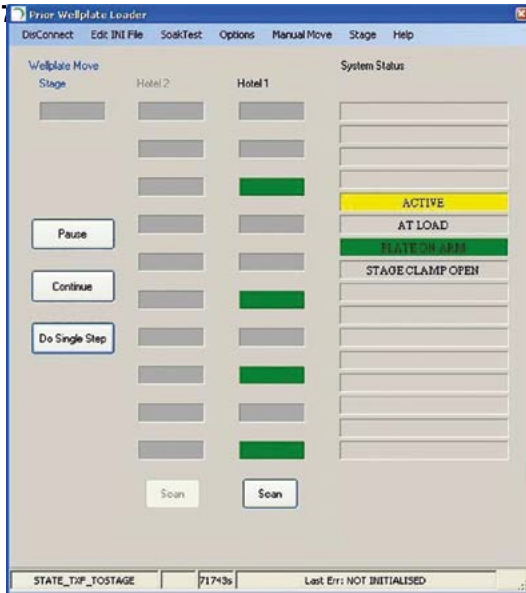 7
Prior Wellplate Loader
DisConnect Edit INI File SoakTest Options Manual Move Stage Help
Wellplate Move System Status
Stage Hotel 2 Hotel 1
ACTIVE
AT LOAD
Pause
PLATE ON ARM
STAGE CLAMP OPEN
Continue
Do Single Step
Scan Scan
STATE_TXF_TOSTAGE 71743s Last Err: NOT INITIALISED